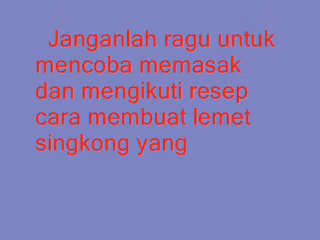 Janganlah ragu untuk
mencoba memasak
dan mengikuti resep
cara membuat lemet
singkong yang